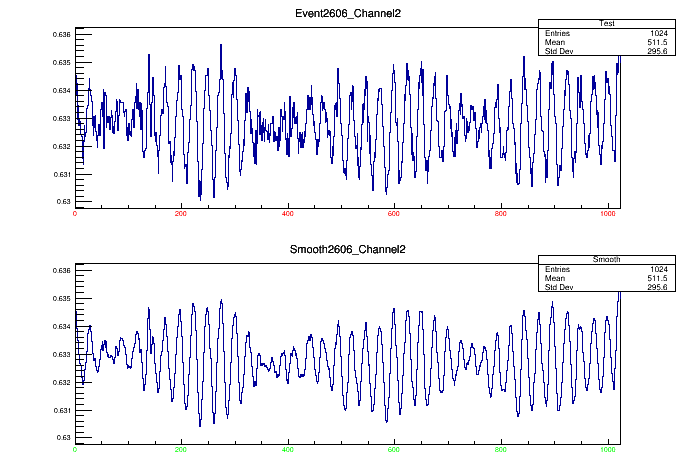 Event2606_Channel2
Test
Entries 1024
Mean 511.5
Std Dev 295.6
0.636
0.635
0.634
0.633
0.632
0.631
0.63
0 200 400 600 800 1000
Smooth2606_Channel2
Smooth
Entries 1024
Mean 511.5
Std Dev 295.6
0.636
0.635
0.634
0.633
0.632
0.631
0.63
0 200 400 600 800 1000